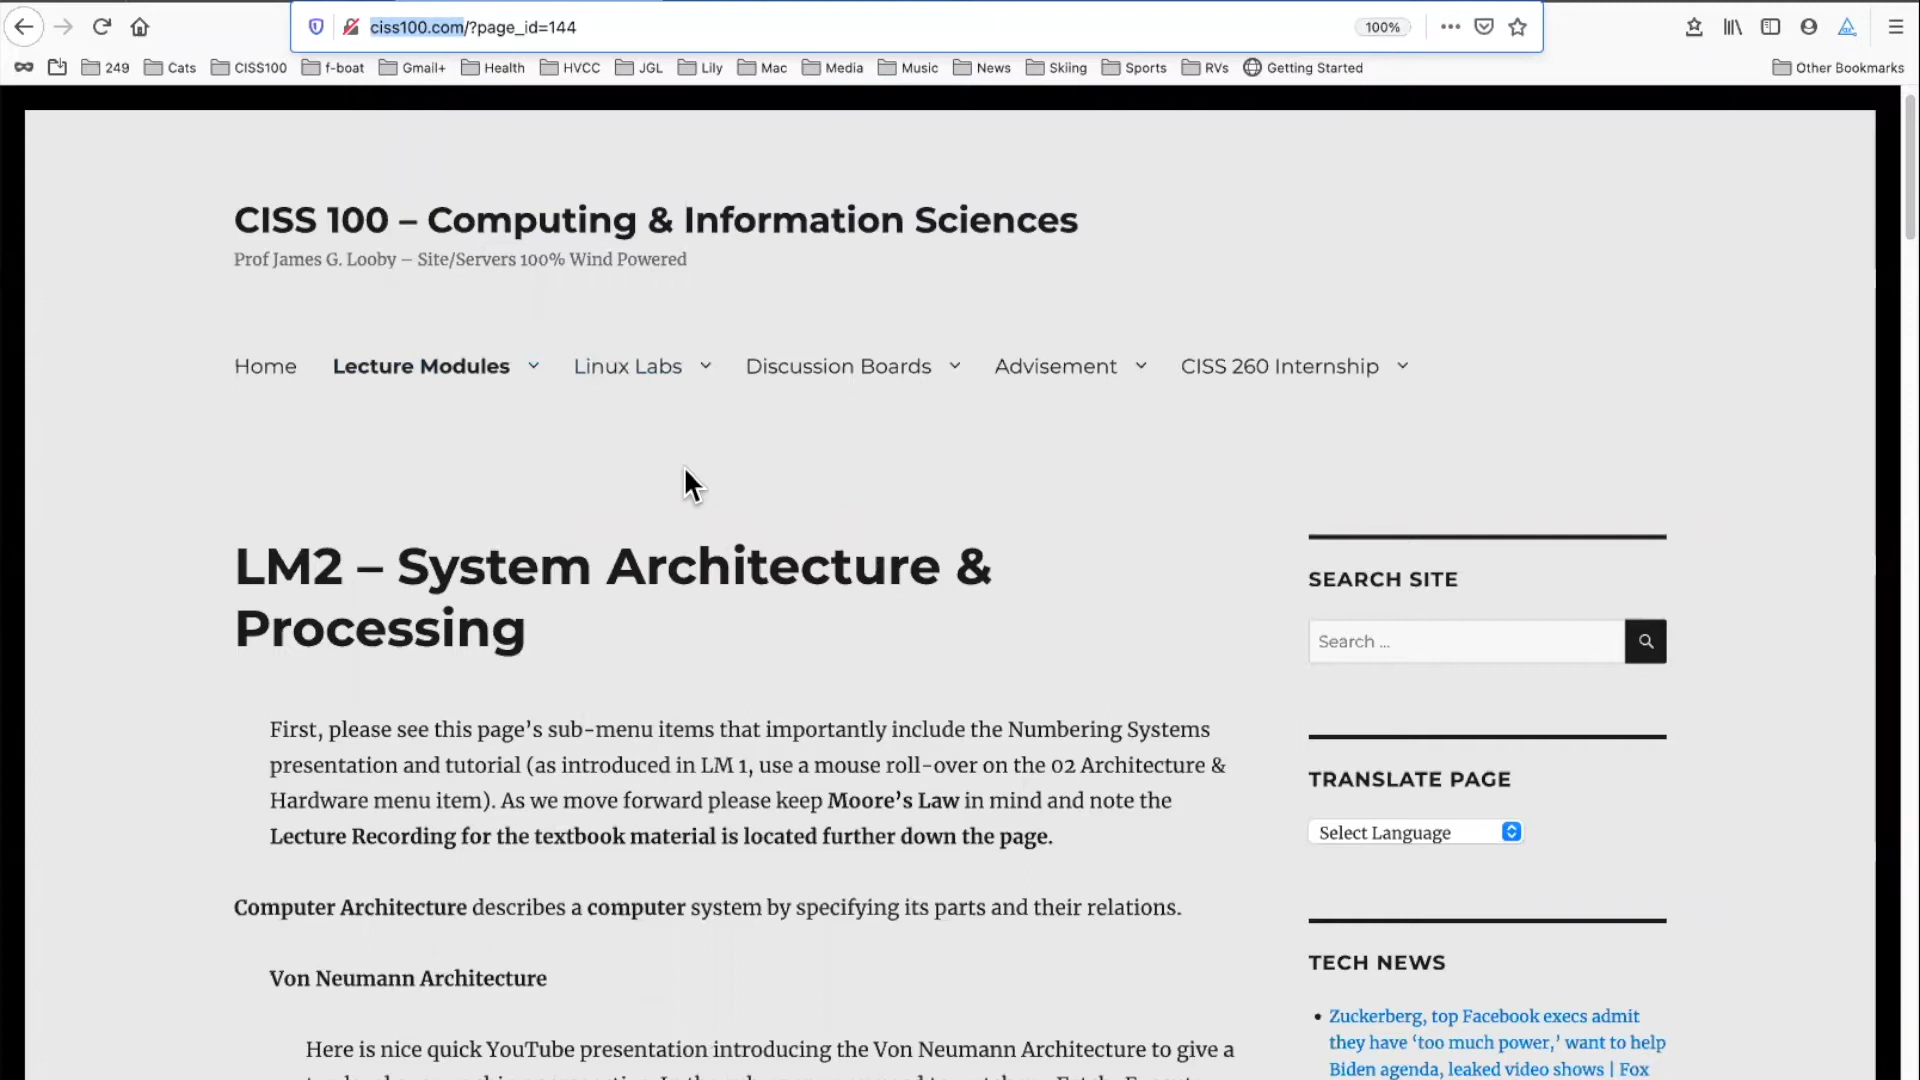 ciss100.com/?page_id=144
100%
249 Cats CISS100 f-boat Gmail+ Health HVCC JGL Lily Mac Media Music News Skiing Sports RVs Getting Started Other Bookmarks
CISS 100 – Computing & Information Sciences
Prof James G. Looby – Site/Servers 100% Wind Powered
Home Lecture Modules Linux Labs Discussion Boards Advisement CISS 260 Internship
LM2 – System Architecture &
Processing
First, please see this page’s sub-menu items that importantly include the Numbering Systems
presentation and tutorial (as introduced in LM 1, use a mouse roll-over on the 02 Architecture &
Hardware menu item). As we move forward please keep Moore’s Law in mind and note the
Lecture Recording for the textbook material is located further down the page.
Computer Architecture describes a computer system by specifying its parts and their relations.
Von Neumann Architecture
Here is nice quick YouTube presentation introducing the Von Neumann Architecture to give a
SEARCH SITE
Search ...
TRANSLATE PAGE
Select Language
TECH NEWS
• Zuckerberg, top Facebook execs admit
they have ‘too much power,’ want to help
Biden agenda, leaked video shows | Fox